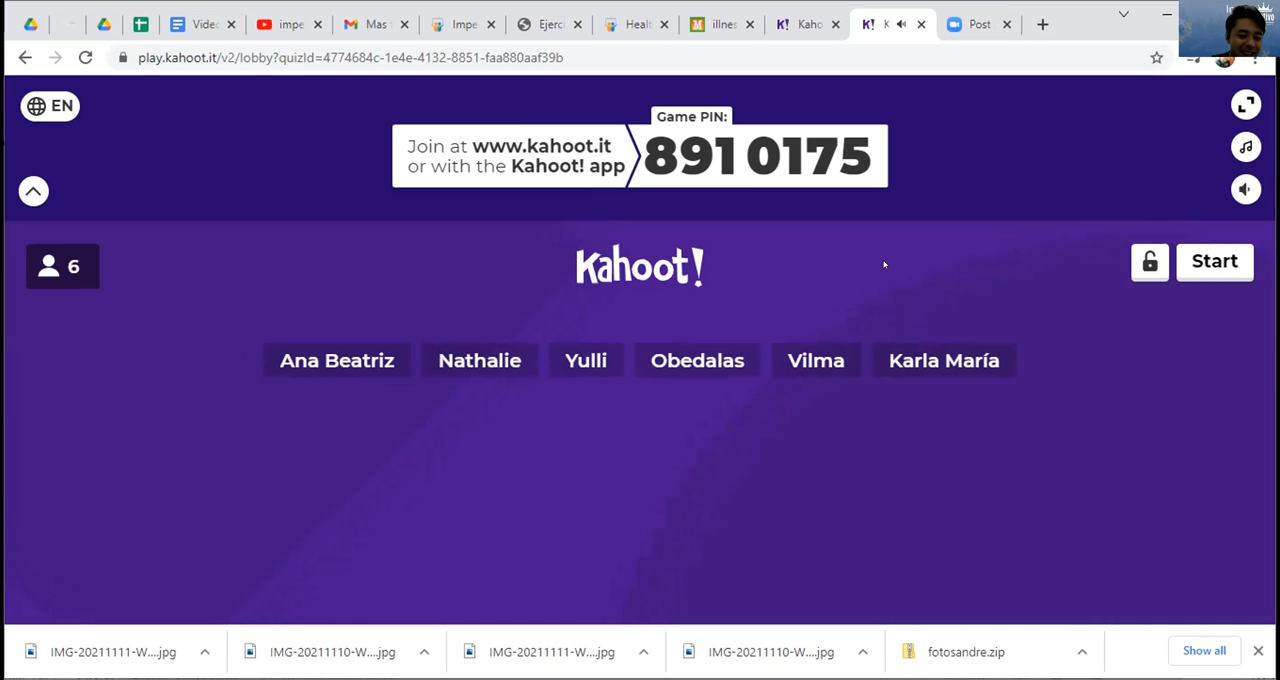 Video
impe
Mas
Impe
Ejerci
Healt
illnes
Kaho
K
Post
play.kahoot.it/v2/lobby?quizId=4774684c-1e4e-4132-8851-faa880aaf39b
EN
Game PIN:
Join at www.kahoot.it
or with the Kahoot! app
891 0175
6
Kahoot!
Start
Ana Beatriz
Nathalie
Yulli
Obedalas
Vilma
Karla María
IMG-20211111-W....jpg
IMG-20211110-W....jpg
IMG-20211111-W....jpg
IMG-20211110-W....jpg
fotosandre.zip
Show all